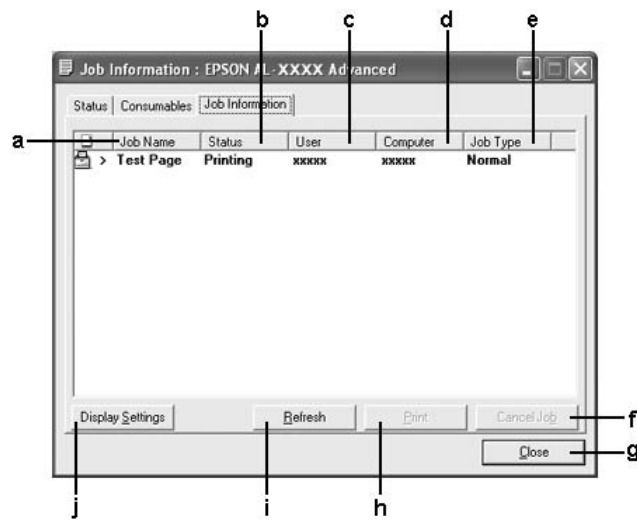 b c d e
Job Information : EPSON AL-XXXX Advanced
Status Consumables Job Information
a Job Name Status User Computer Job Type
> Test Page Printing xxxxx xxxxx Normal
Display Settings Refresh Print Cancel Job f
Close g
j i h